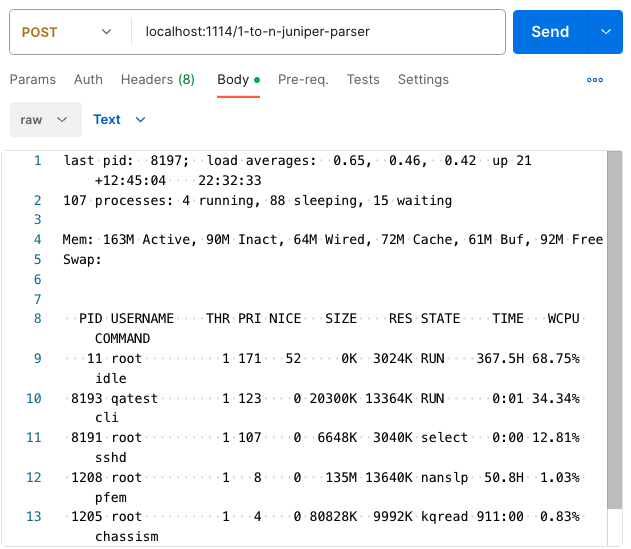 POST localhost:1114/1-to-n-juniper-parser Send
Params Auth Headers (8) Body Pre-req. Tests Settings
raw Text
1 last pid:  8197;  load averages:  0.65,  0.46,  0.42  up 21
+12:45:04    22:32:33
2 107 processes: 4 running, 88 sleeping, 15 waiting
3
4 Mem: 163M Active, 90M Inact, 64M Wired, 72M Cache, 61M Buf, 92M Free
5 Swap:
6
7
8   PID USERNAME    THR PRI NICE   SIZE    RES STATE    TIME   WCPU
COMMAND
9    11 root          1 171   52     0K  3024K RUN    367.5H 68.75%
idle
10  8193 qatest        1 123    0 20300K 13364K RUN      0:01 34.34%
cli
11  8191 root          1 107    0  6648K  3040K select   0:00 12.81%
sshd
12  1208 root          1   8    0   135M 13640K nanslp  50.8H  1.03%
pfem
13  1205 root          1   4    0 80828K  9992K kqread 911:00  0.83%
chassism